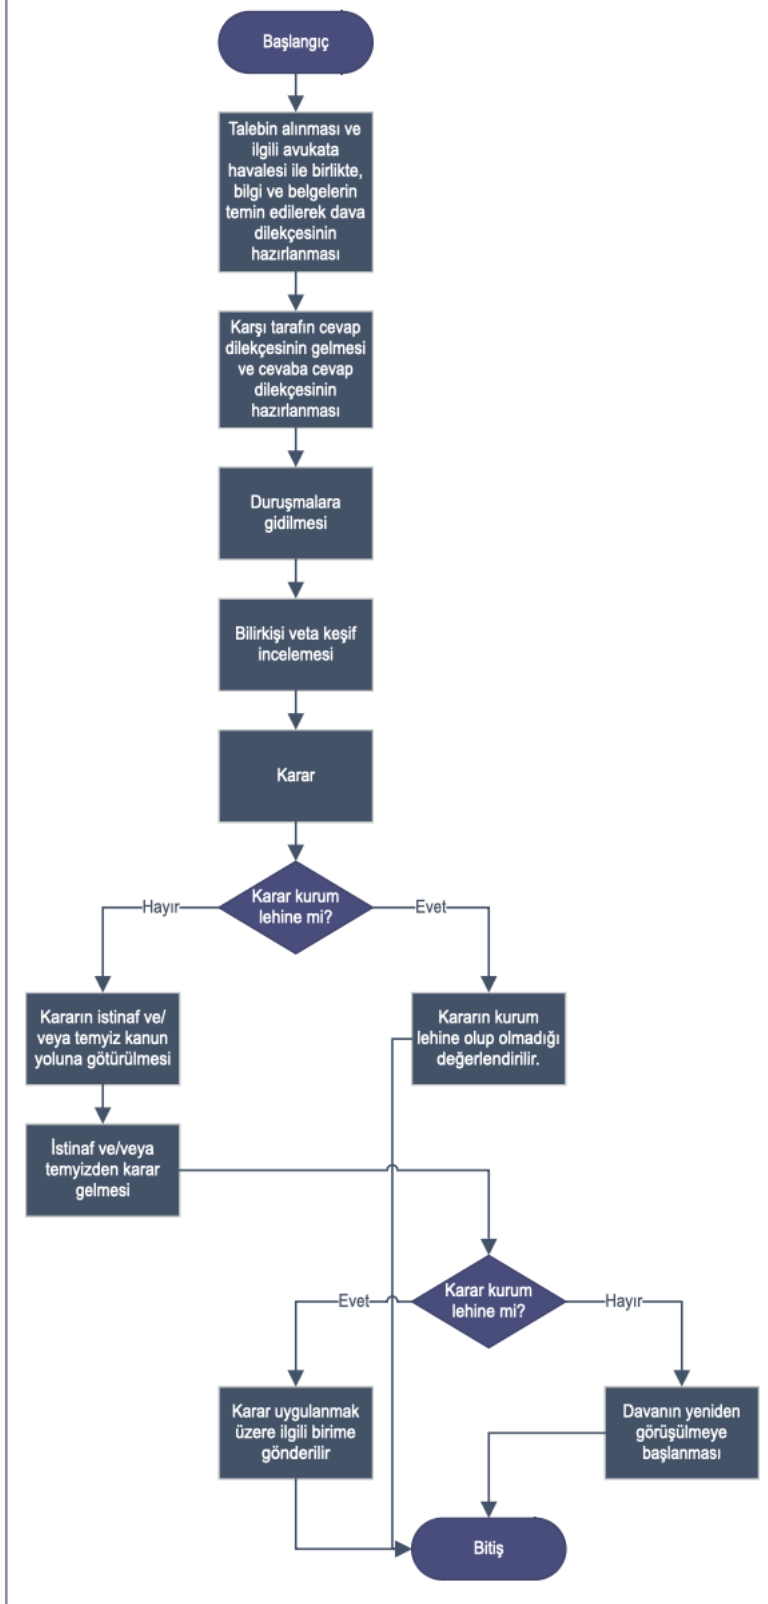 Başlangıç
Talebin alınması ve
ilgili avukata
havalesi ile birlikte,
bilgi ve belgelerin
temin edilerek dava
dilekçesinin
hazırlanması
Karşı tarafın cevap
dilekçesinin gelmesi
ve cevaba cevap
dilekçesinin
hazırlanması
Duruşmalara
gidilmesi
Bilirkişi veta keşif
incelemesi
Karar
Karar kurum
lehine mi?
Hayır
Evet
Kararın istinaf ve/
veya temyiz kanun
yoluna götürülmesi
Kararın kurum
lehine olup olmadığı
değerlendirilir.
İstinaf ve/veya
temyizden karar
gelmesi
Karar kurum
lehine mi?
Evet
Hayır
Karar uygulanmak
üzere ilgili birime
gönderilir
Davanın yeniden
görüşülmeye
başlanması
Bitiş